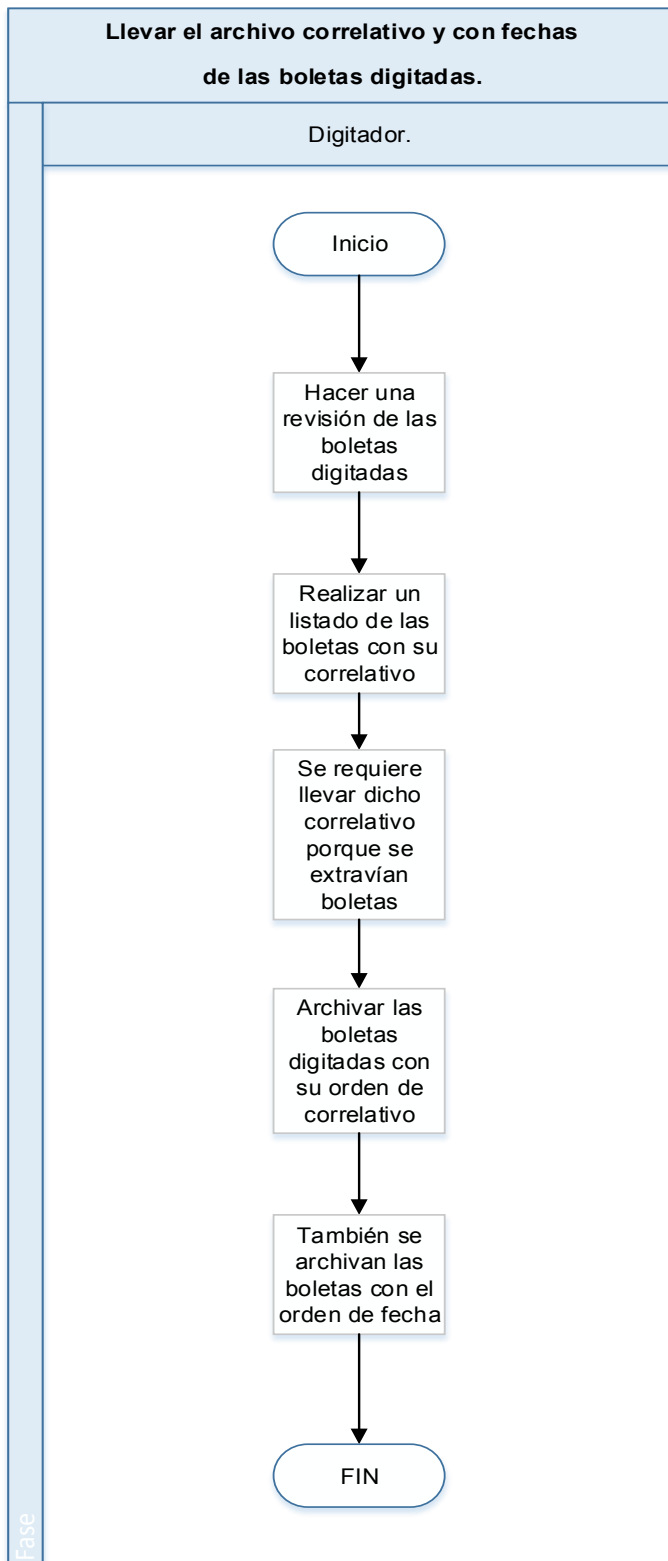 Llevar el archivo correlativo y con fechas
de las boletas digitadas.
Digitador.
Inicio
Hacer una
revisión de las
boletas
digitadas
Realizar un
listado de las
boletas con su
correlativo
Se requiere
llevar dicho
correlativo
porque se
extravían
boletas
Archivar las
boletas
digitadas con
su orden de
correlativo
También se
archivan las
boletas con el
orden de fecha
FIN
Fase